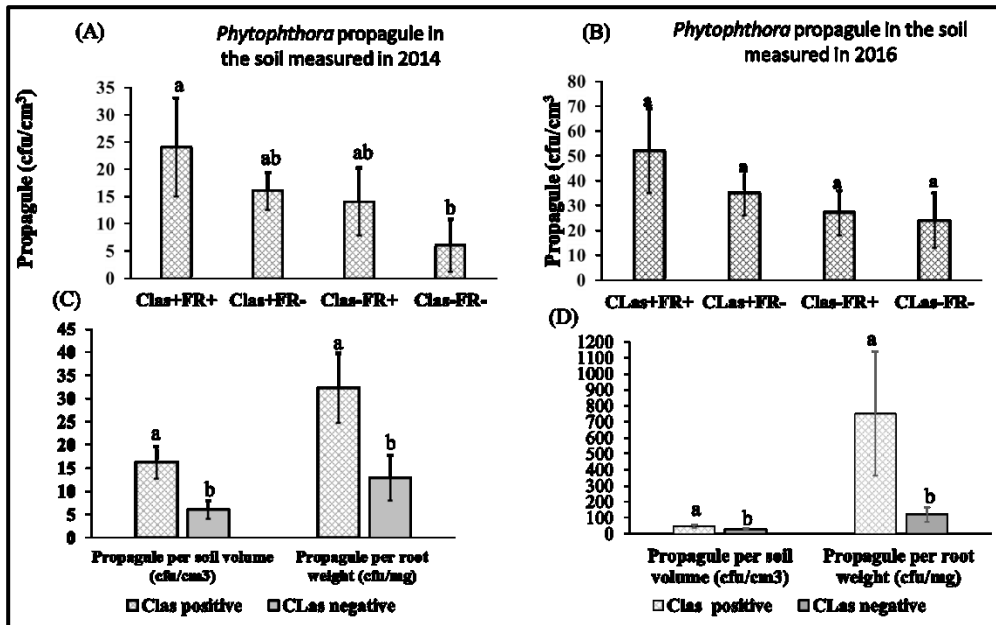 (A)
Phytophthora propagule in
the soil measured in 2014
Propagule (cfu/cm³)
35
30
25
20
15
10
5
0
a
ab
ab
b
Clas+FR+ Clas+FR- Clas-FR+ Clas-FR-
(B)
Phytophthora propagule in the soil
measured in 2016
Propagule (cfu/cm³
80
70
60
50
40
30
20
10
0
a
a
a
a
CLas+FR+ CLas+FR- Clas-FR+ CLas-FR-
(C)
45
40
35
30
25
20
15
10
5
0
a
b
a
b
Propagule per soil volume
(cfu/cm3)
Propagule per root
weight (cfu/mg)
Clas positive CLas negative
(D)
1200
1100
1000
900
800
700
600
500
400
300
200
100
0
a
b
a
b
Propagule per soil
volume (cfu/cm3)
Propagule per root
weight (cfu/mg)
Clas positive CLas negative